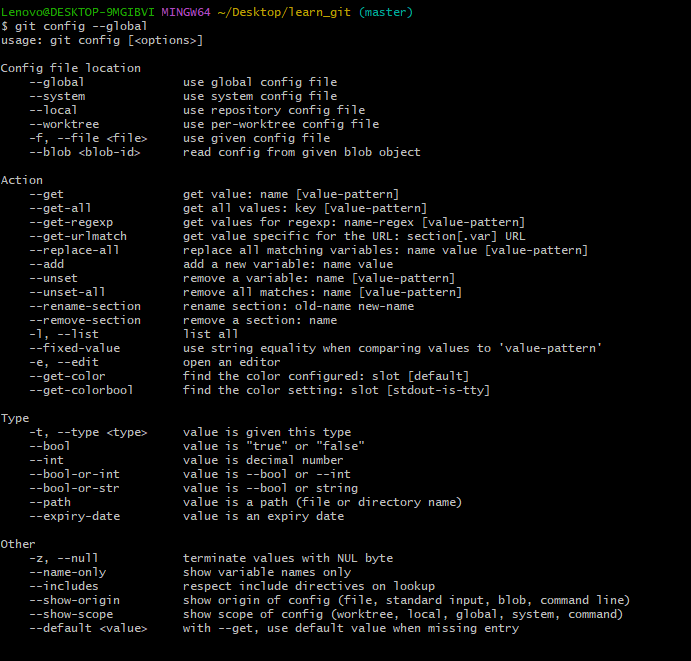 Lenovo@DESKTOP-9MGIBVI MINGW64 ~/Desktop/learn_git (master)
$ git config --global
usage: git config [<options>]

Config file location
    --global              use global config file
    --system              use system config file
    --local               use repository config file
    --worktree            use per-worktree config file
    -f, --file <file>     use given config file
    --blob <blob-id>      read config from given blob object

Action
    --get                 get value: name [value-pattern]
    --get-all             get all values: key [value-pattern]
    --get-regexp          get values for regexp: name-regex [value-pattern]
    --get-urlmatch        get value specific for the URL: section[.var] URL
    --replace-all         replace all matching variables: name value [value-pattern]
    --add                 add a new variable: name value
    --unset               remove a variable: name [value-pattern]
    --unset-all           remove all matches: name [value-pattern]
    --rename-section      rename section: old-name new-name
    --remove-section      remove a section: name
    -l, --list            list all
    --fixed-value         use string equality when comparing values to 'value-pattern'
    -e, --edit            open an editor
    --get-color           find the color configured: slot [default]
    --get-colorbool       find the color setting: slot [stdout-is-tty]

Type
    -t, --type <type>     value is given this type
    --bool                value is "true" or "false"
    --int                 value is decimal number
    --bool-or-int         value is --bool or --int
    --bool-or-str         value is --bool or string
    --path                value is a path (file or directory name)
    --expiry-date         value is an expiry date

Other
    -z, --null            terminate values with NUL byte
    --name-only           show variable names only
    --includes            respect include directives on lookup
    --show-origin         show origin of config (file, standard input, blob, command line)
    --show-scope          show scope of config (worktree, local, global, system, command)
    --default <value>     with --get, use default value when missing entry